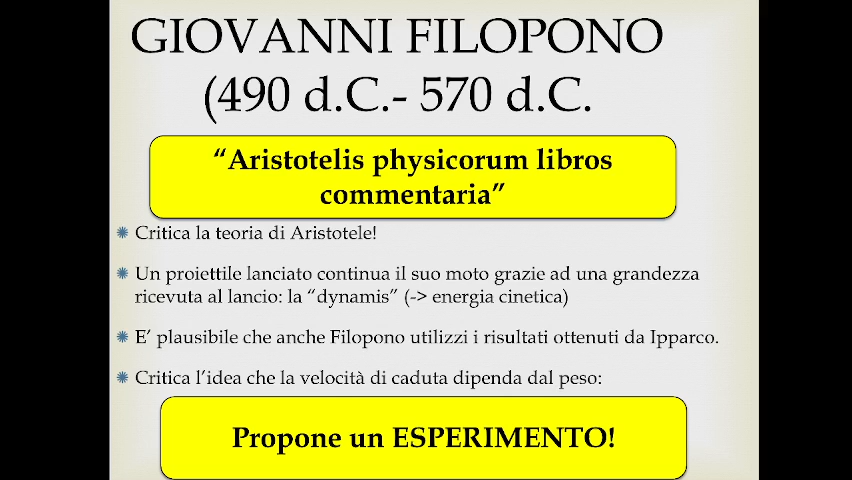 GIOVANNI FILOPONO
(490 d.C.- 570 d.C.
“Aristotelis physicorum libros
commentaria”
Critica la teoria di Aristotele!
Un proiettile lanciato continua il suo moto grazie ad una grandezza
ricevuta al lancio: la “dynamis” (-> energia cinetica)
E’ plausibile che anche Filopono utilizzi i risultati ottenuti da Ipparco.
Critica l’idea che la velocità di caduta dipenda dal peso:
Propone un ESPERIMENTO!